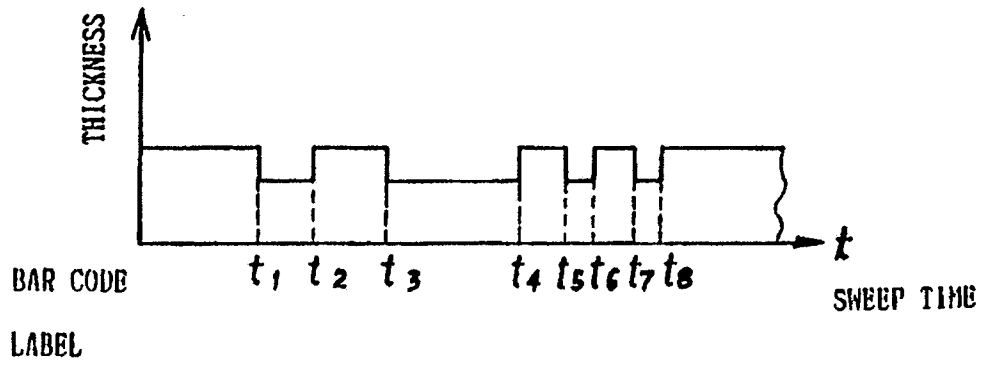 THICKNESS
t1 t2 t3 t4 t5 t6 t7 t8
t
BAR CODE
LABEL
SWEEP TIME